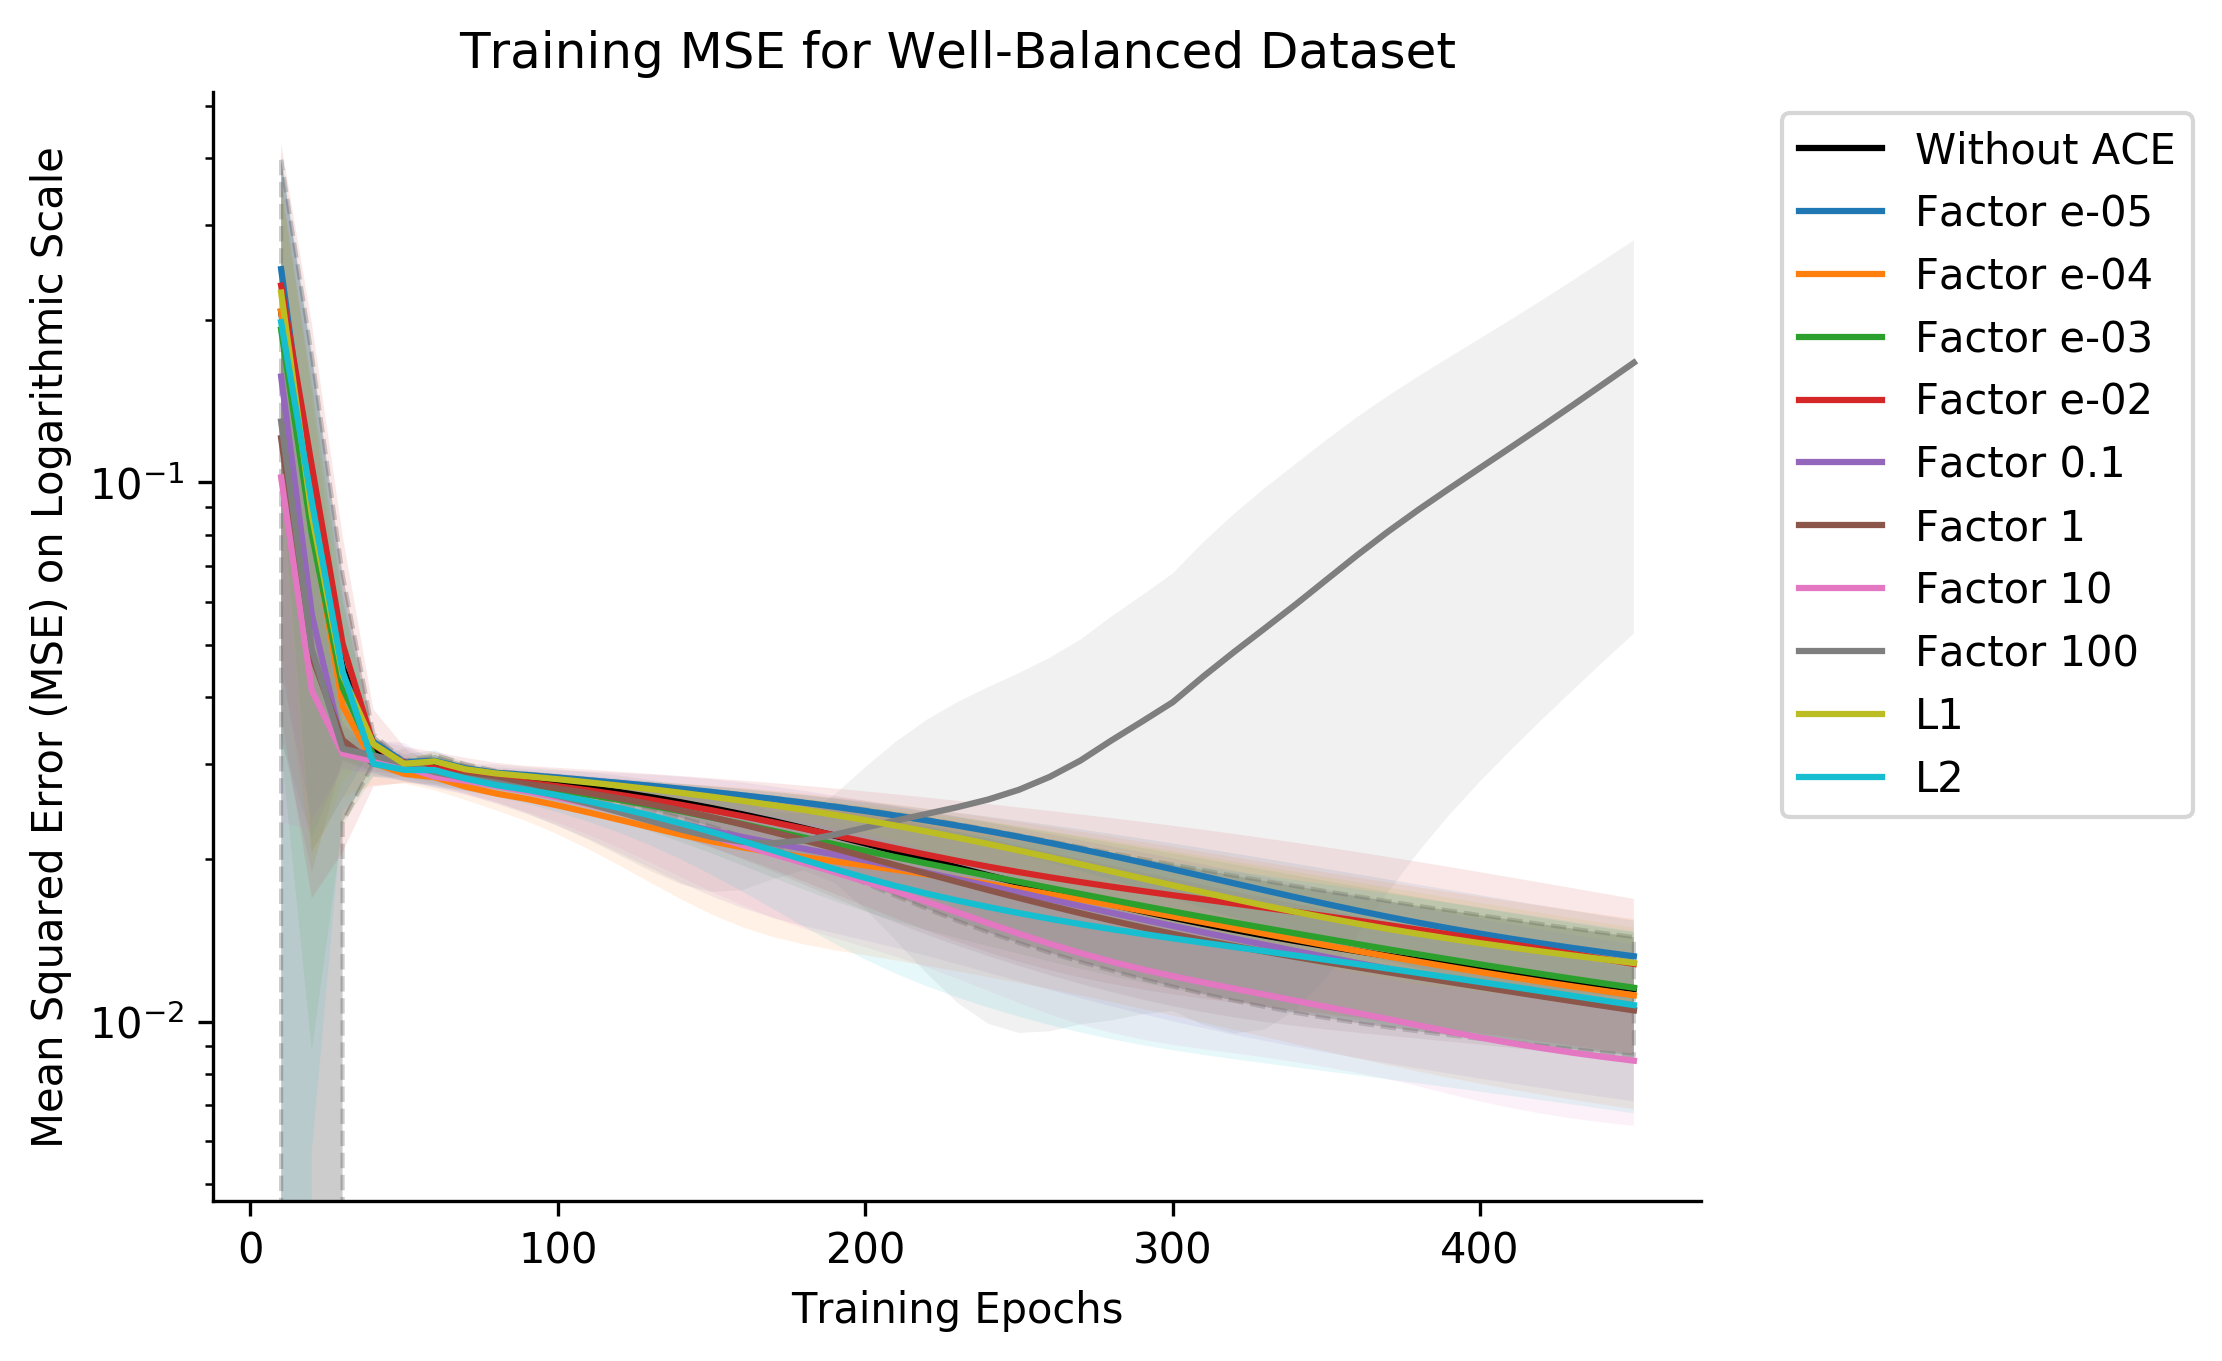 Training MSE for Well-Balanced Dataset
Mean Squared Error (MSE) on Logarithmic Scale
10⁻¹
10⁻²
0 100 200 300 400
Training Epochs
Without ACE
Factor e-05
Factor e-04
Factor e-03
Factor e-02
Factor 0.1
Factor 1
Factor 10
Factor 100
L1
L2